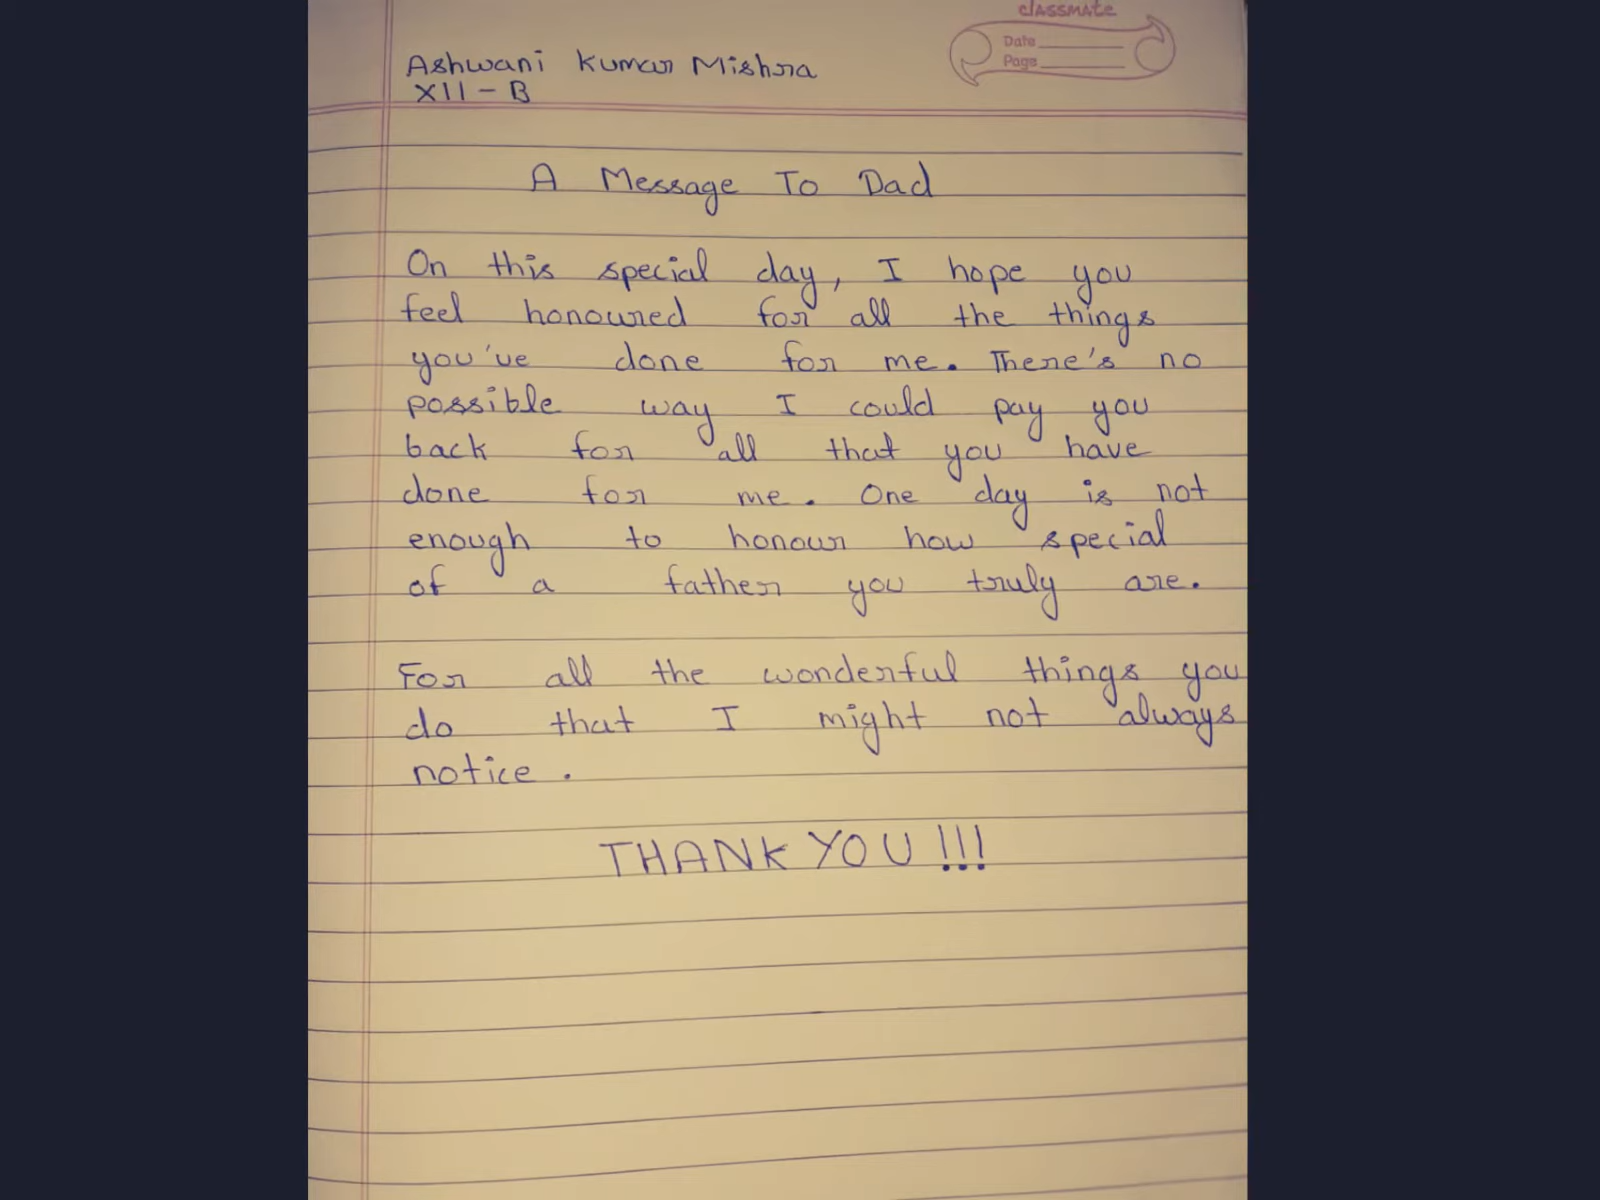 classmate
Date
Page
Ashwani Kumar Mishra
XII - B
A Message To Dad
On this special day, I hope you
feel honoured for all the things
you've done for me. There's no
possible way I could pay you
back for all that you have
done for me. One day is not
enough to honour how special
of a father you truly are.
For all the wonderful things you
do that I might not always
notice.
THANK YOU !!!